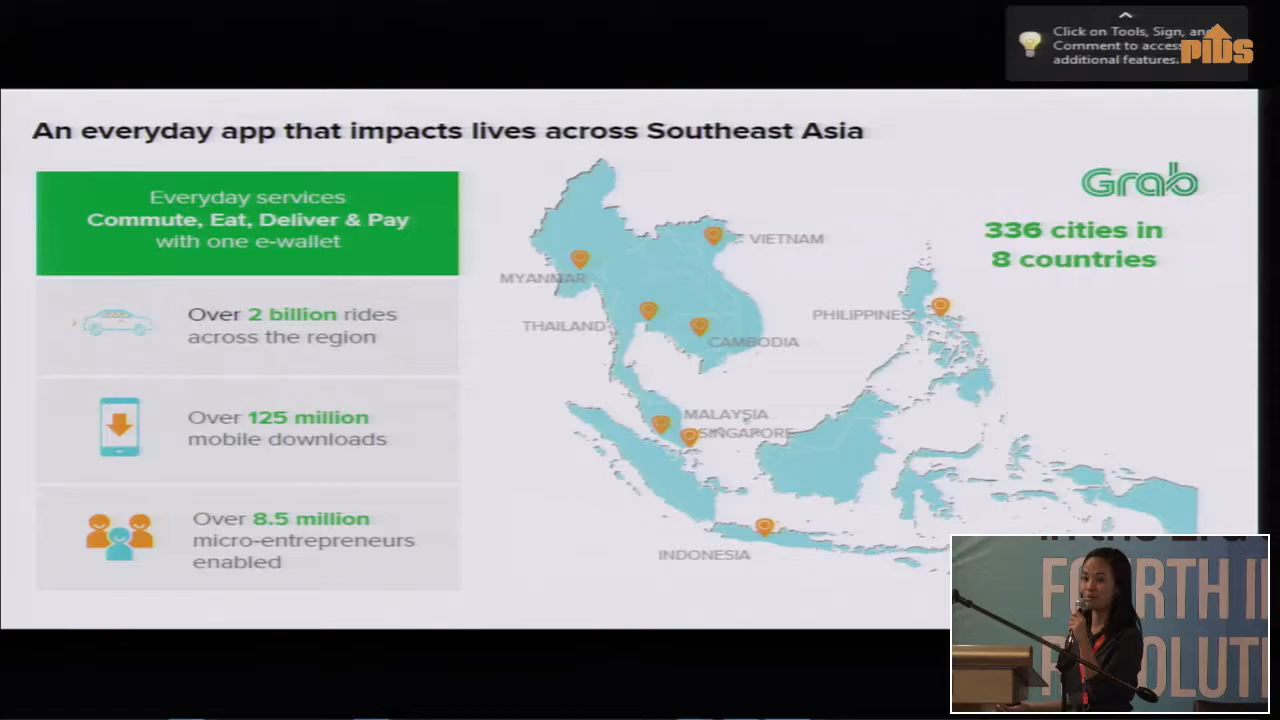 Click on Tools, Sign, and
Comment to access
additional features.
PIDS
An everyday app that impacts lives across Southeast Asia
Everyday services
Commute, Eat, Deliver & Pay
with one e-wallet
Over 2 billion rides
across the region
Over 125 million
mobile downloads
Over 8.5 million
micro-entrepreneurs
enabled
Grab
336 cities in
8 countries
VIETNAM
MYANMAR
PHILIPPINES
THAILAND
CAMBODIA
MALAYSIA
SINGAPORE
INDONESIA
FOURTH I